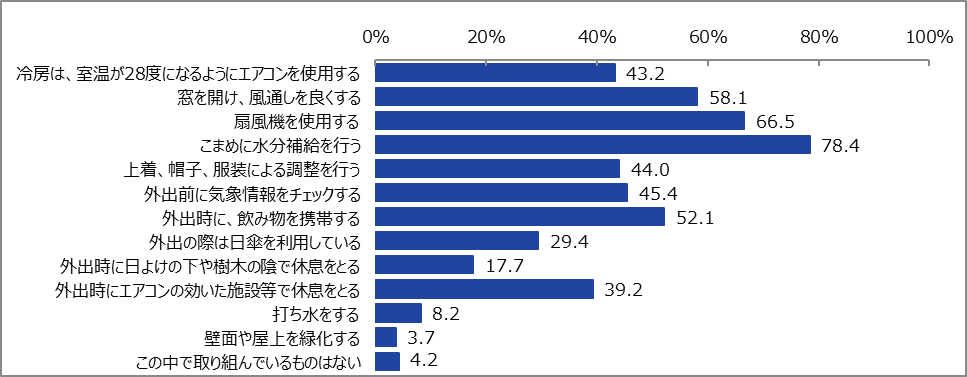 0% 20% 40% 60% 80% 100%
冷房は、室温が28度になるようにエアコンを使用する 43.2
窓を開け、風通しを良くする 58.1
扇風機を使用する 66.5
こまめに水分補給を行う 78.4
上着、帽子、服装による調整を行う 44.0
外出前に気象情報をチェックする 45.4
外出時に、飲み物を携帯する 52.1
外出の際は日傘を利用している 29.4
外出時に日よけの下や樹木の陰で休息をとる 17.7
外出時にエアコンの効いた施設等で休息をとる 39.2
打ち水をする 8.2
壁面や屋上を緑化する 3.7
この中で取り組んでいるものはない 4.2